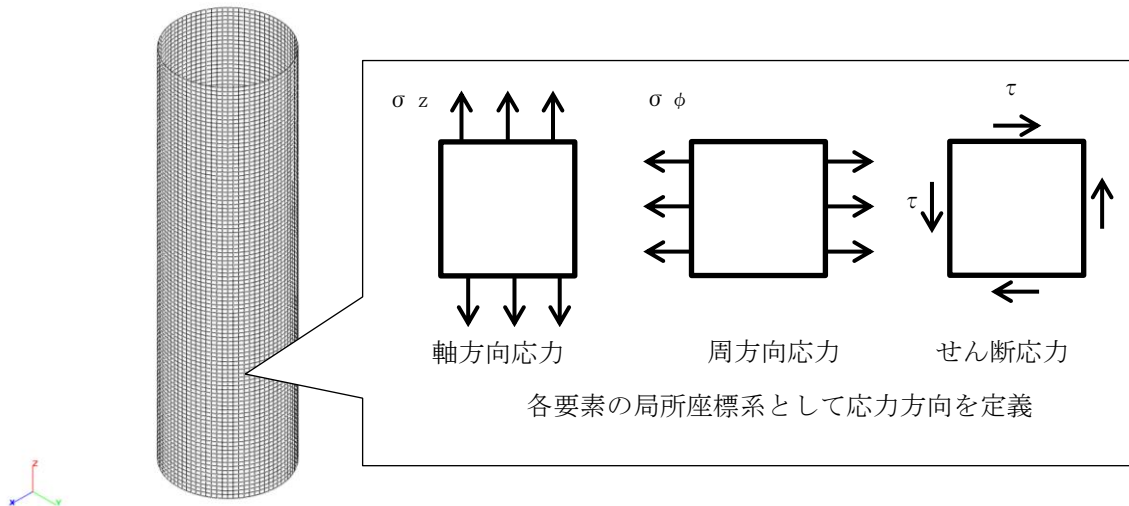 σ z
σ φ
τ
τ
軸方向応力
周方向応力
せん断応力
各要素の局所座標系として応力方向を定義
Z
X
Y